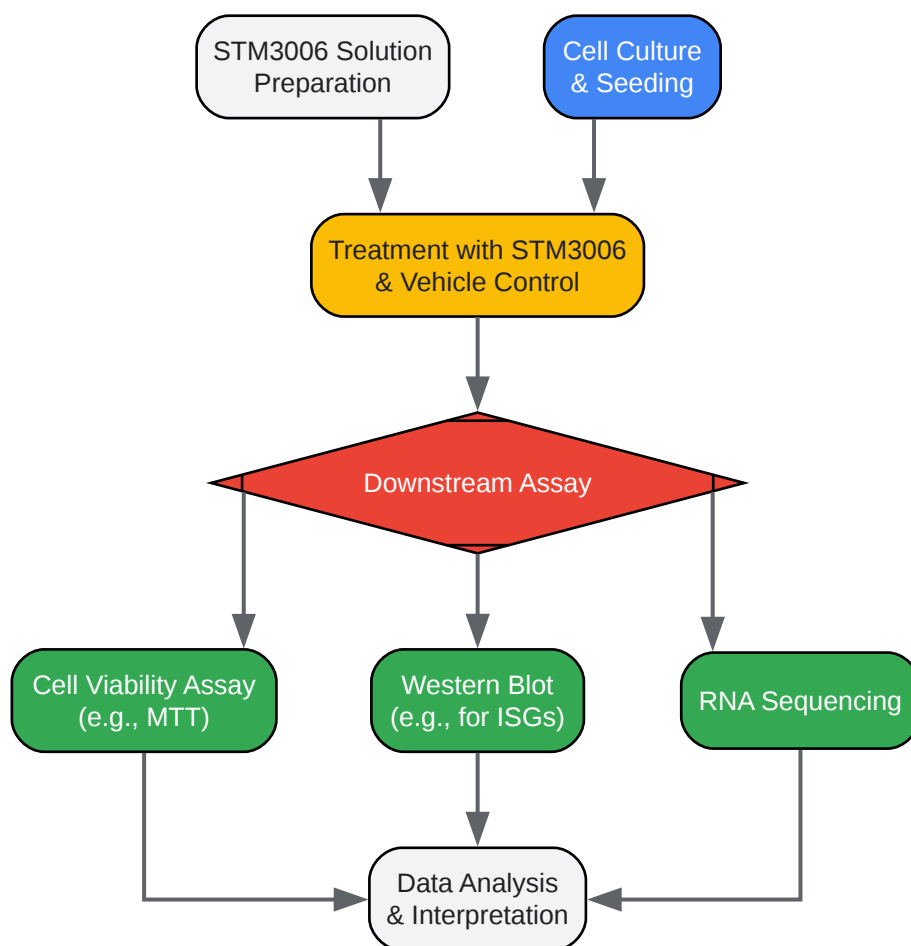 STM3006 Solution
Preparation
Cell Culture
& Seeding
Treatment with STM3006
& Vehicle Control
Downstream Assay
Cell Viability Assay
(e.g., MTT)
Western Blot
(e.g., for ISGs)
RNA Sequencing
Data Analysis
& Interpretation